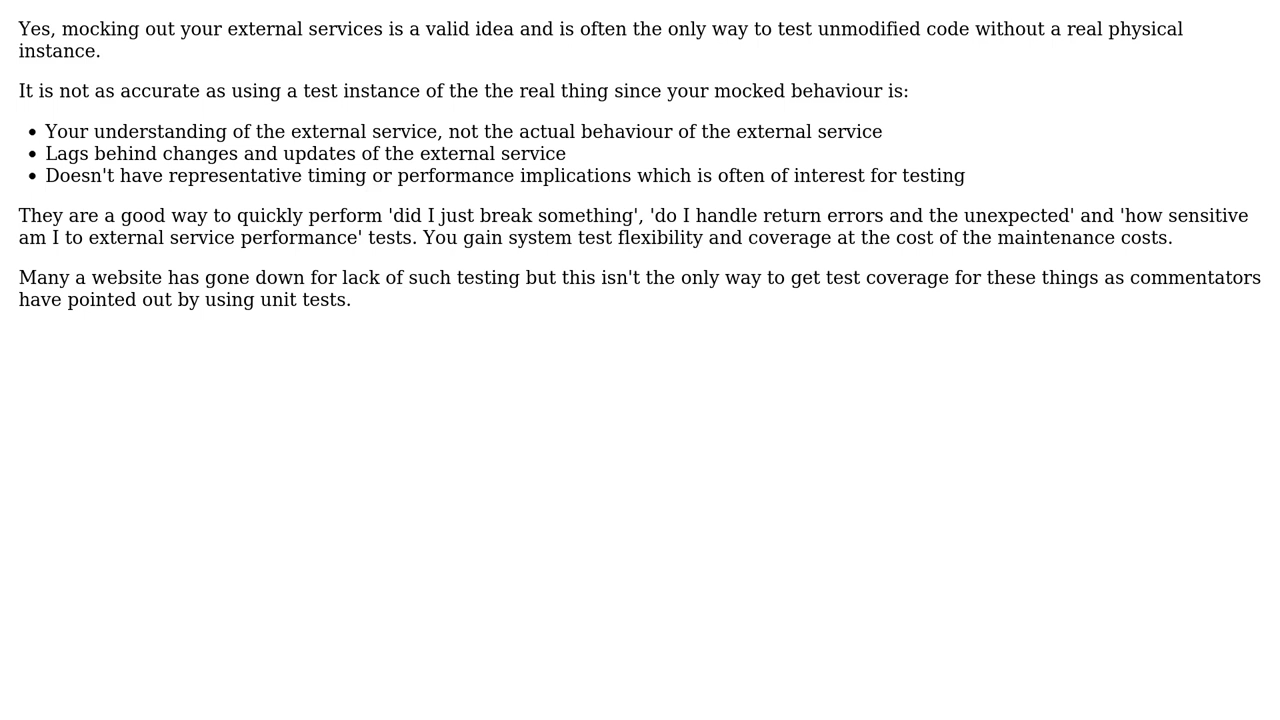 Yes, mocking out your external services is a valid idea and is often the only way to test unmodified code without a real physical
instance.
It is not as accurate as using a test instance of the the real thing since your mocked behaviour is:
• Your understanding of the external service, not the actual behaviour of the external service
• Lags behind changes and updates of the external service
• Doesn't have representative timing or performance implications which is often of interest for testing
They are a good way to quickly perform 'did I just break something', 'do I handle return errors and the unexpected' and 'how sensitive
am I to external service performance' tests. You gain system test flexibility and coverage at the cost of the maintenance costs.
Many a website has gone down for lack of such testing but this isn't the only way to get test coverage for these things as commentators
have pointed out by using unit tests.